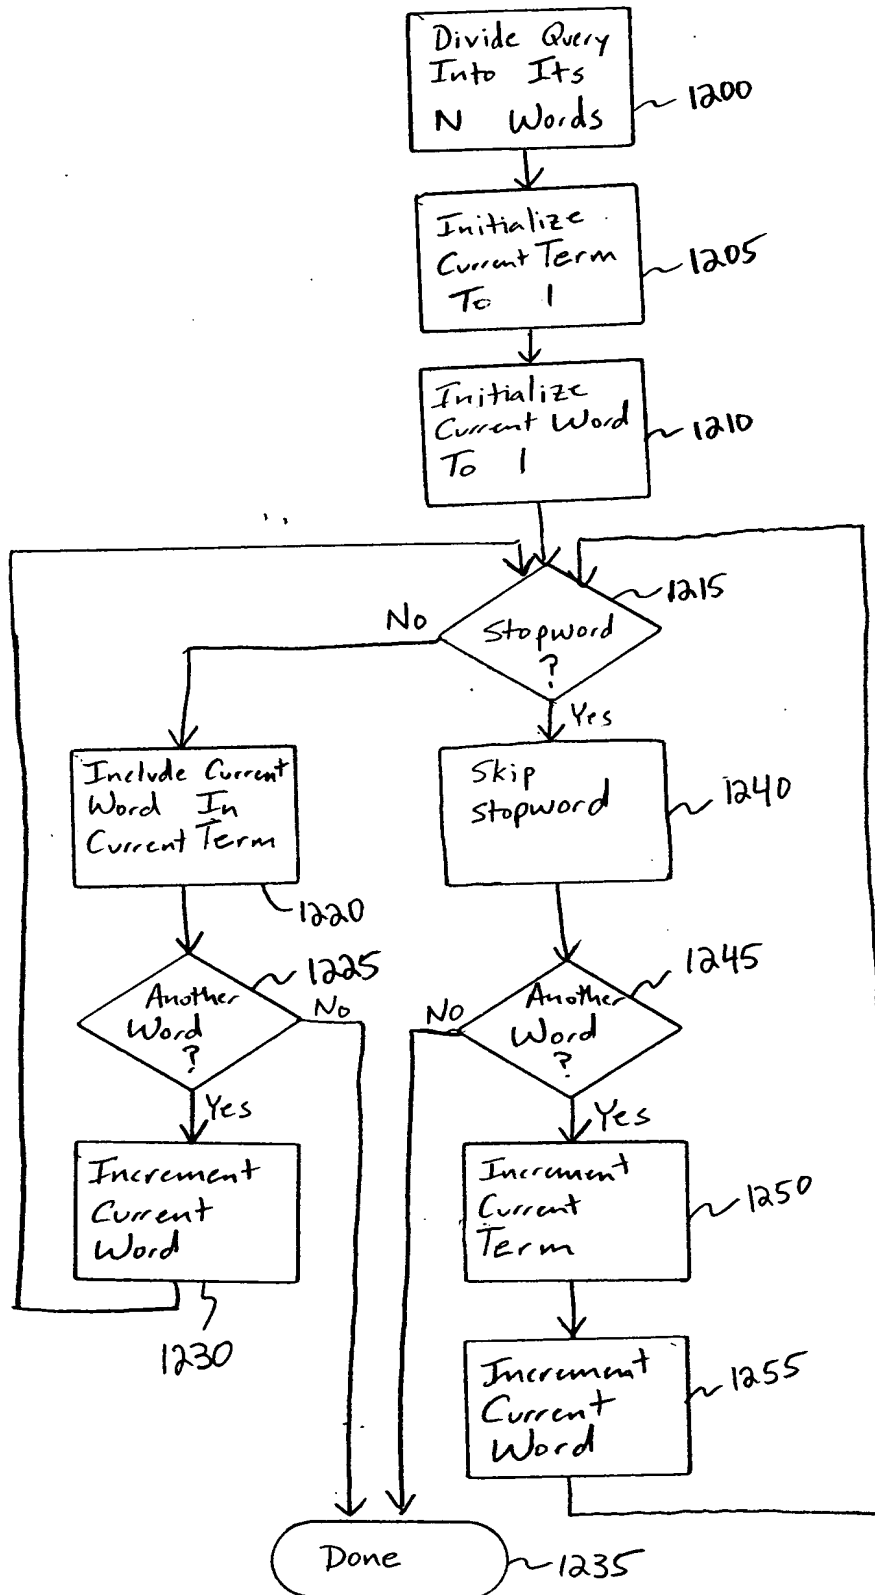 Divide Query
Into Its
N Words
1200
Initialize
Current Term
To 1
1205
Initialize
Current Word
To 1
1210
Stopword
?
1215
No
Yes
Include Current
Word In
Current Term
1220
Skip
Stopword
1240
Another
Word
?
1225
No
Yes
Another
Word
?
1245
No
Yes
Increment
Current
Word
1230
Increment
Current
Term
1250
Increment
Current
Word
1255
Done
1235